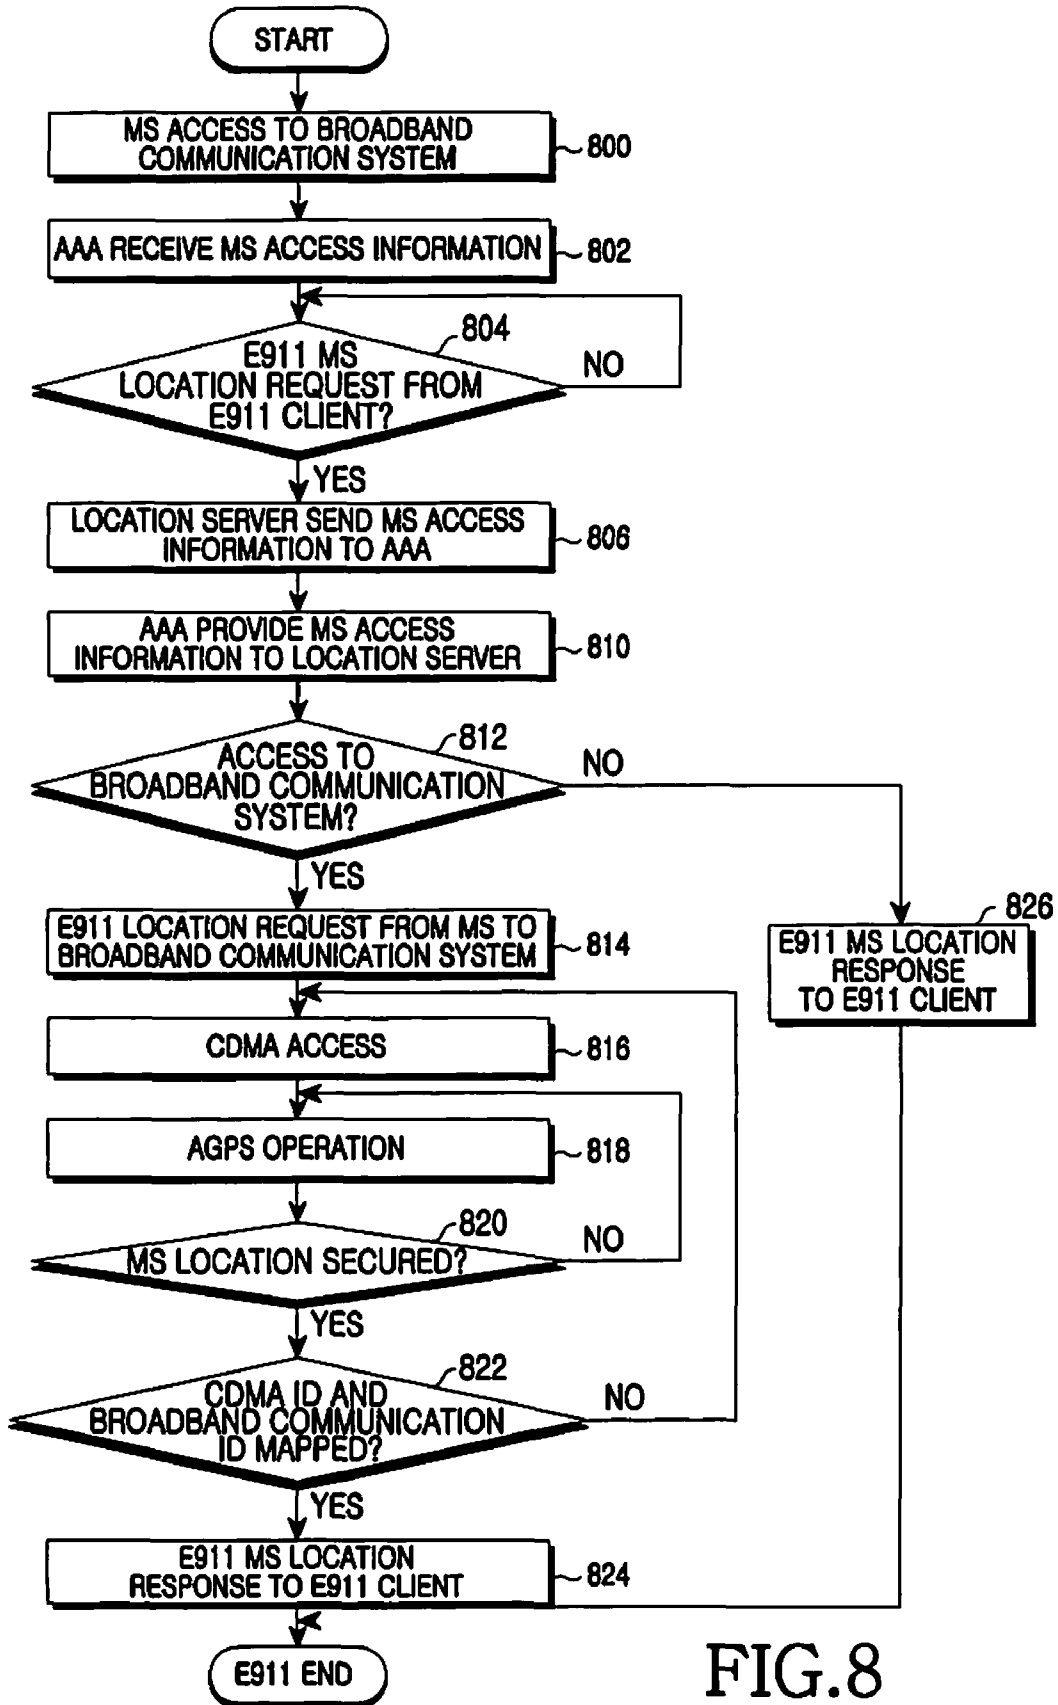 START
MS ACCESS TO BROADBAND
COMMUNICATION SYSTEM
800
AAA RECEIVE MS ACCESS INFORMATION
802
804
E911 MS
LOCATION REQUEST FROM
E911 CLIENT?
NO
YES
LOCATION SERVER SEND MS ACCESS
INFORMATION TO AAA
806
AAA PROVIDE MS ACCESS
INFORMATION TO LOCATION SERVER
810
812
ACCESS TO
BROADBAND COMMUNICATION
SYSTEM?
NO
YES
E911 LOCATION REQUEST FROM MS TO
BROADBAND COMMUNICATION SYSTEM
814
826
E911 MS LOCATION
RESPONSE
TO E911 CLIENT
CDMA ACCESS
816
AGPS OPERATION
818
820
MS LOCATION SECURED?
NO
YES
822
CDMA ID AND
BROADBAND COMMUNICATION
ID MAPPED?
NO
YES
E911 MS LOCATION
RESPONSE TO E911 CLIENT
824
E911 END
FIG.8